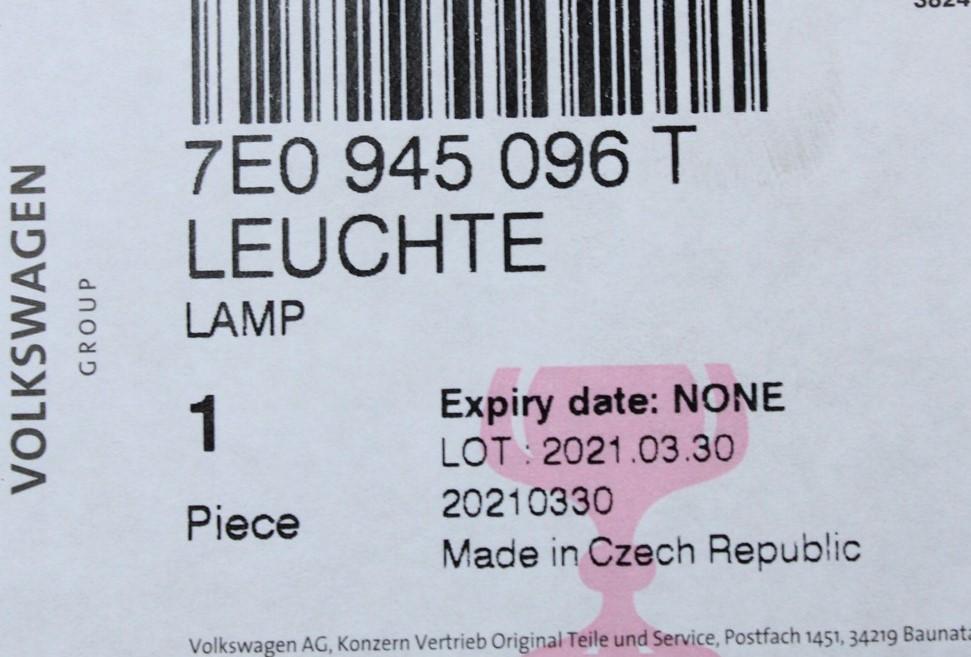 7E0 945 096 T
LEUCHTE
LAMP
1
Piece
Expiry date: NONE
LOT : 2021.03.30
20210330
Made in Czech Republic
Volkswagen AG, Konzern Vertrieb Original Teile und Service, Postfach 1451, 34219
VOLKSWAGEN
GROUP